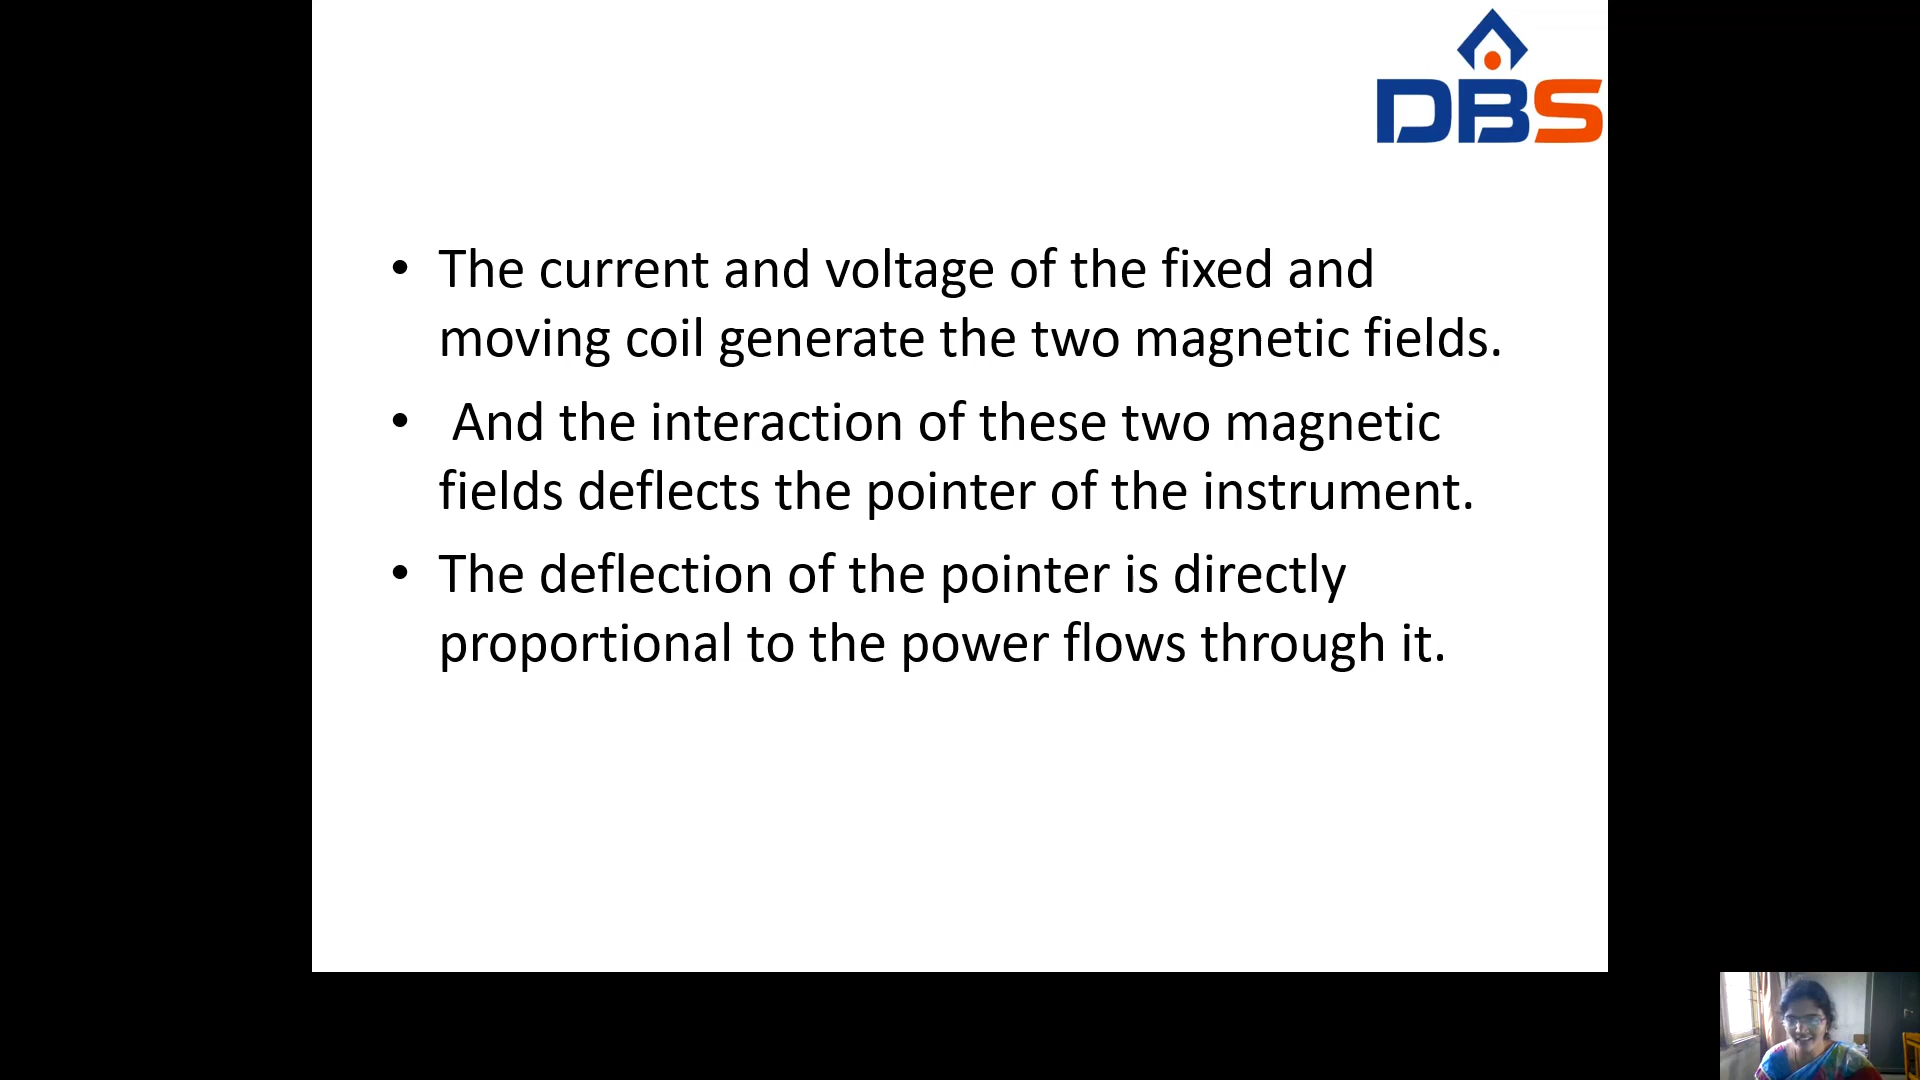 DBS
• The current and voltage of the fixed and
moving coil generate the two magnetic fields.
• And the interaction of these two magnetic
fields deflects the pointer of the instrument.
• The deflection of the pointer is directly
proportional to the power flows through it.